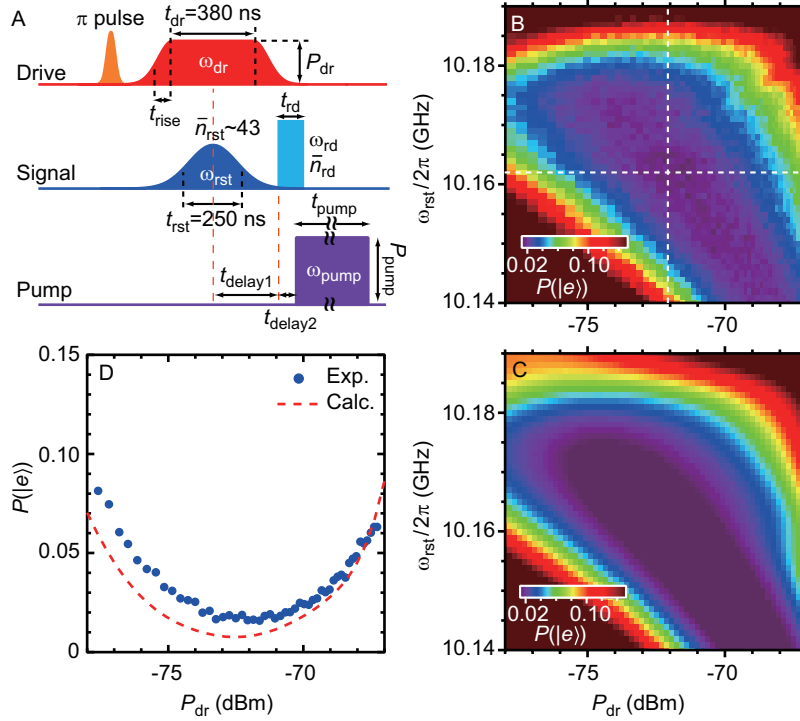 A
π pulse
t_dr=380 ns
Drive
ω_dr
P_dr
t_rise
n̄_rst~43
t_rd
ω_rd
n̄_rd
Signal
ω_rst
t_rst=250 ns
t_pump
Pump
ω_pump
P_pump
t_delay1
t_delay2
B
ω_rst/2π (GHz)
10.18
10.16
10.14
0.02 0.10
P(|e⟩)
-75 -70
D
Exp.
Calc.
P(|e⟩)
0.15
0.10
0.05
0
-75 -70
P_dr (dBm)
C
ω_rst/2π (GHz)
10.18
10.16
10.14
0.02 0.10
P(|e⟩)
-75 -70
P_dr (dBm)